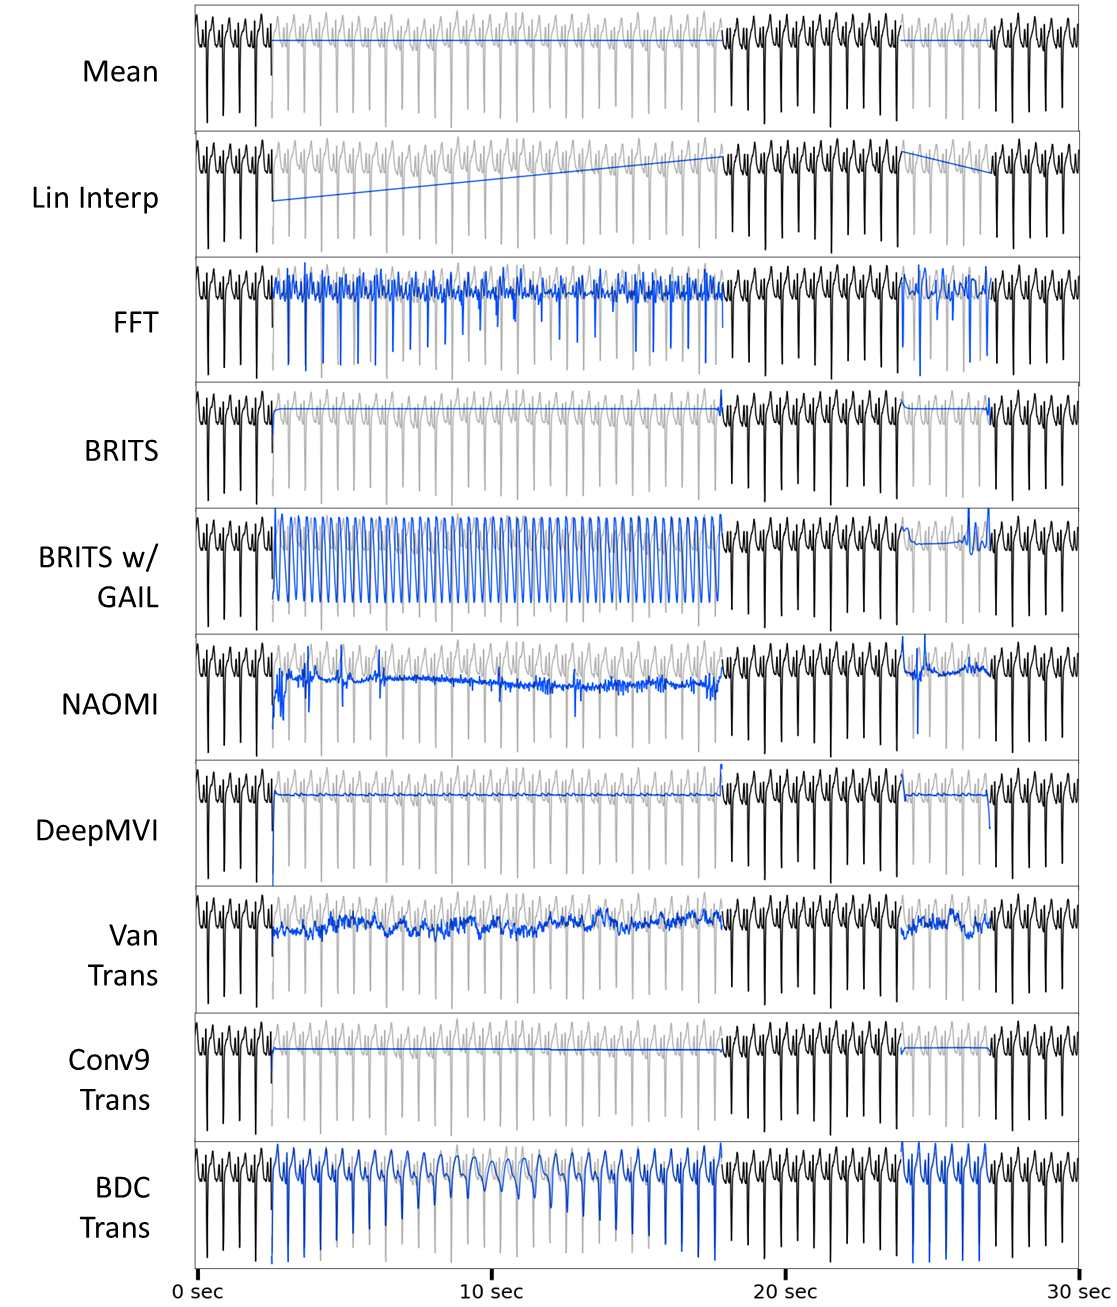 Mean
Lin Interp
FFT
BRITS
BRITS w/
GAIL
NAOMI
DeepMVI
Van
Trans
Conv9
Trans
BDC
Trans
0 sec 10 sec 20 sec 30 sec